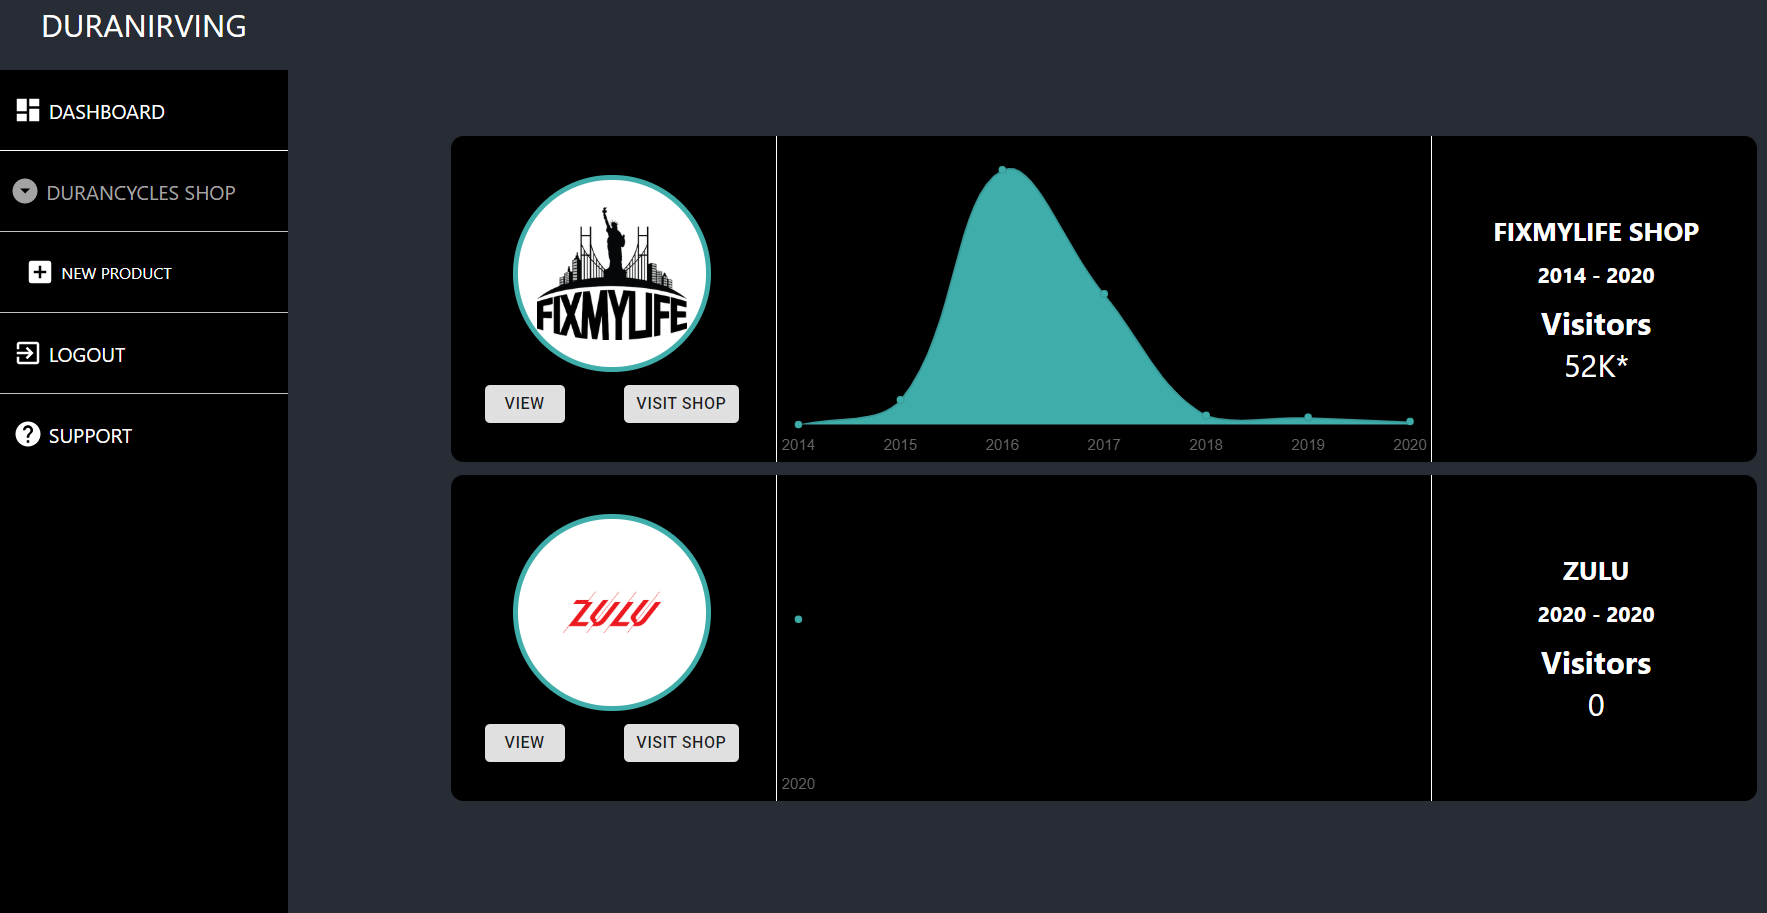 DURANIRVING
DASHBOARD
DURANCYCLES SHOP
NEW PRODUCT
LOGOUT
SUPPORT
FIXMYLIFE
VIEW
VISIT SHOP
2014 2015 2016 2017 2018 2019 2020
FIXMYLIFE SHOP
2014 - 2020
Visitors
52K*
ZULU
VIEW
VISIT SHOP
2020
ZULU
2020 - 2020
Visitors
0